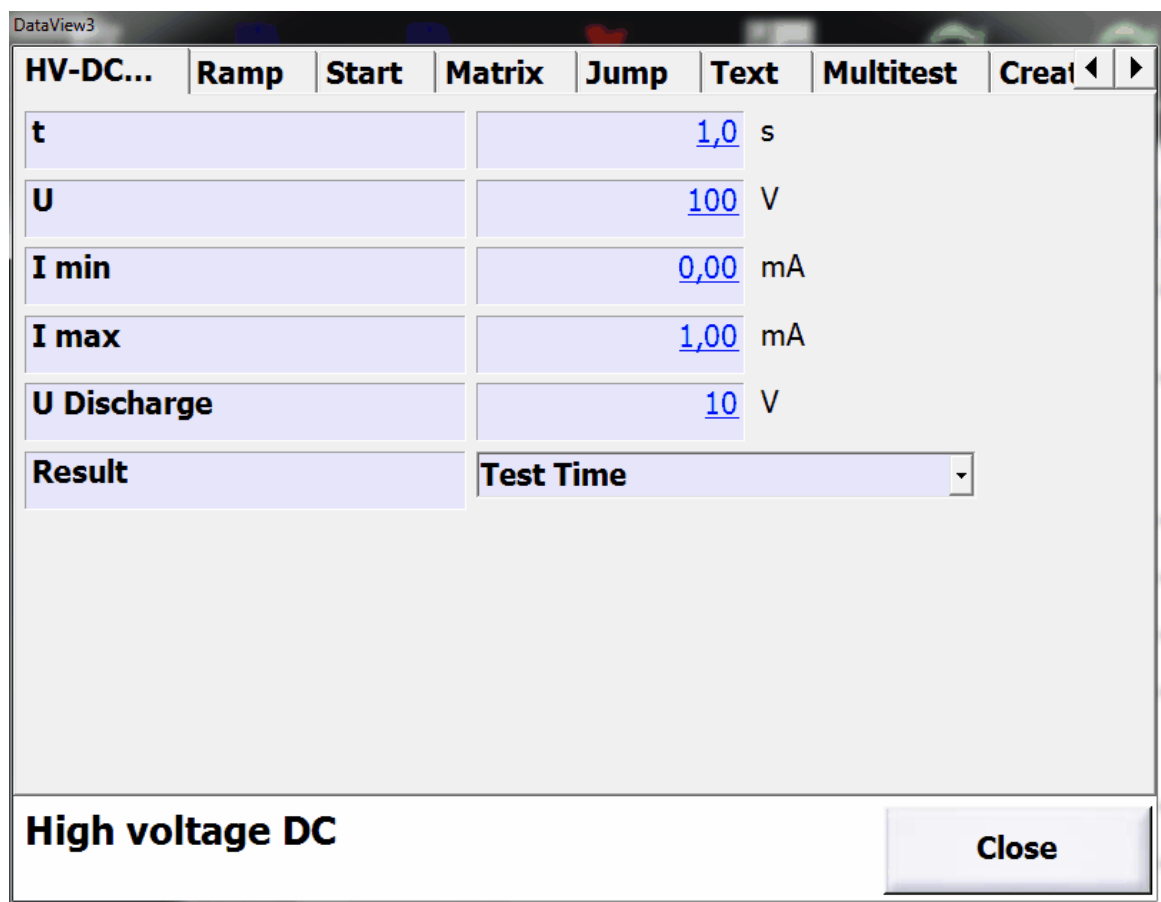 DataView3
HV-DC... Ramp Start Matrix Jump Text Multitest Creat
t 1,0 s
U 100 V
I min 0,00 mA
I max 1,00 mA
U Discharge 10 V
Result Test Time
High voltage DC
Close